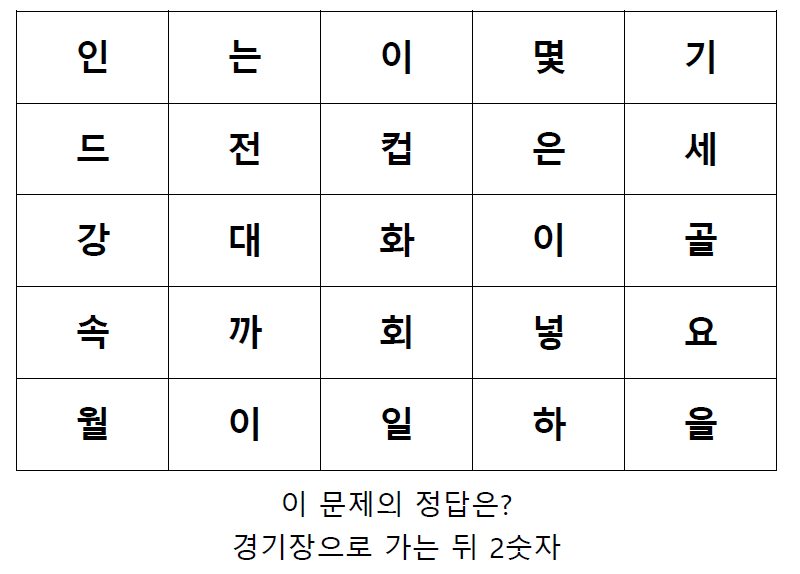 인 는 이 몇 기
드 전 컵 은 세
강 대 화 이 골
속 까 회 넣 요
월 이 일 하 을
이 문제의 정답은?
경기장으로 가는 뒤 2숫자